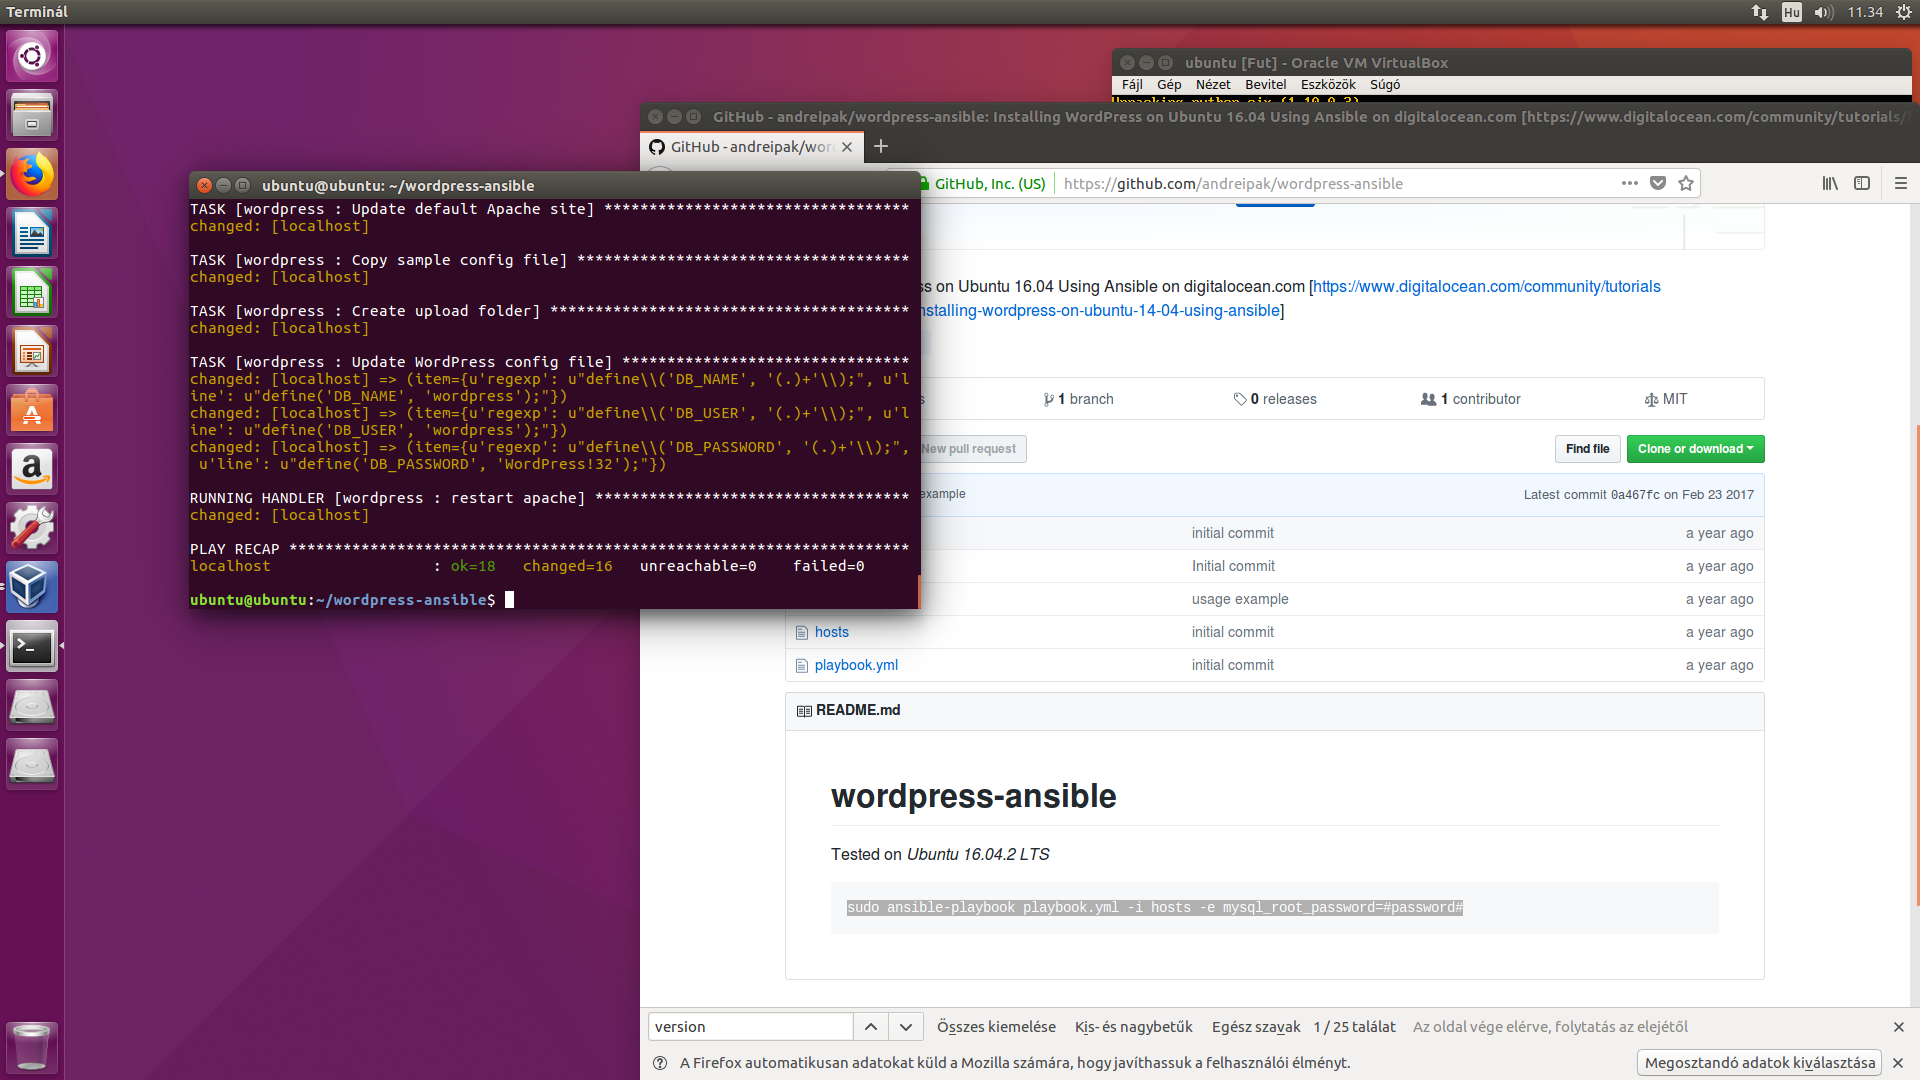 Terminál
Hu
11.34
ubuntu [Fut] - Oracle VM VirtualBox
Fájl Gép Nézet Bevitel Eszközök Súgó
GitHub - andreipak/wordpress-ansible: Installing WordPress on Ubuntu 16.04 Using Ansible on digitalocean.com [https://www.digitalocean.com/community/tutorials/
GitHub - andreipak/wor
GitHub, Inc. (US) https://github.com/andreipak/wordpress-ansible
ubuntu@ubuntu: ~/wordpress-ansible
TASK [wordpress : Update default Apache site] **********************************
changed: [localhost]
TASK [wordpress : Copy sample config file] *************************************
changed: [localhost]
TASK [wordpress : Create upload folder] ****************************************
changed: [localhost]
TASK [wordpress : Update WordPress config file] ********************************
changed: [localhost] => (item={u'regexp': u"define\\('DB_NAME', '(.)+'\\);", u'l
ine': u"define('DB_NAME', 'wordpress');"})
changed: [localhost] => (item={u'regexp': u"define\\('DB_USER', '(.)+'\\);", u'l
ine': u"define('DB_USER', 'wordpress');"})
changed: [localhost] => (item={u'regexp': u"define\\('DB_PASSWORD', '(.)+'\\);",
u'line': u"define('DB_PASSWORD', 'WordPress!32');"})
RUNNING HANDLER [wordpress : restart apache] ***********************************
changed: [localhost]
PLAY RECAP *********************************************************************
localhost : ok=18 changed=16 unreachable=0 failed=0
ubuntu@ubuntu:~/wordpress-ansible$
ss on Ubuntu 16.04 Using Ansible on digitalocean.com [https://www.digitalocean.com/community/tutorials
nstalling-wordpress-on-ubuntu-14-04-using-ansible]
1 branch
0 releases
1 contributor
MIT
New pull request
Find file
Clone or download
example
Latest commit 0a467fc on Feb 23 2017
initial commit a year ago
Initial commit a year ago
usage example a year ago
hosts initial commit a year ago
playbook.yml initial commit a year ago
README.md
wordpress-ansible
Tested on Ubuntu 16.04.2 LTS
sudo ansible-playbook playbook.yml -i hosts -e mysql_root_password=#password#
version
Összes kiemelése Kis- és nagybetűk Egész szavak 1 / 25 találat Az oldal vége elérve, folytatás az elejétől
A Firefox automatikusan adatokat küld a Mozilla számára, hogy javíthassuk a felhasználói élményt.
Megosztandó adatok kiválasztása